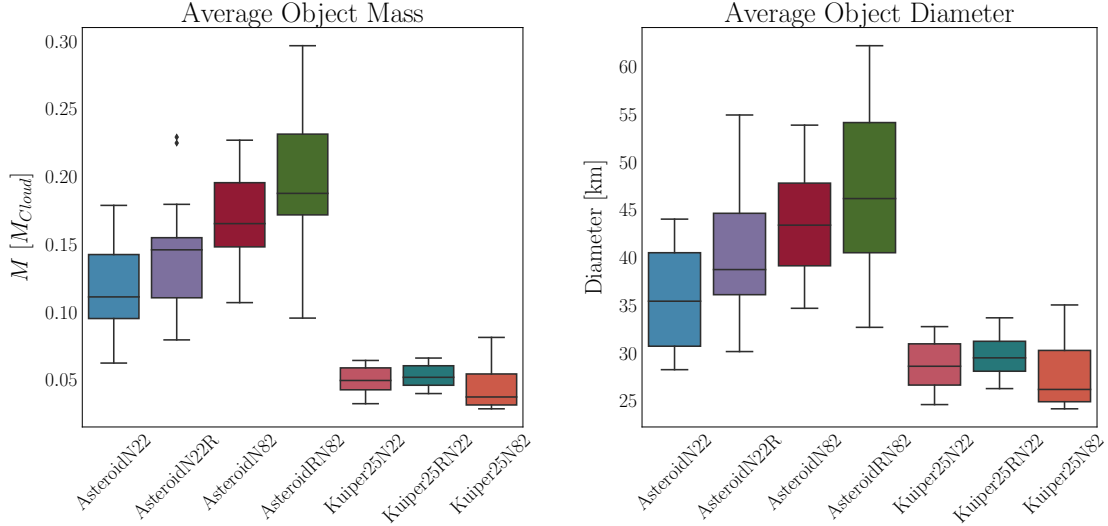 Average Object Mass
M [M_Cloud]
0.30
0.25
0.20
0.15
0.10
0.05
AsteroidN22
AsteroidN22R
AsteroidN82
AsteroidRN82
Kuiper25N22
Kuiper25RN22
Kuiper25N82
Average Object Diameter
Diameter [km]
60
55
50
45
40
35
30
25
AsteroidN22
AsteroidN22R
AsteroidN82
AsteroidRN82
Kuiper25N22
Kuiper25RN22
Kuiper25N82